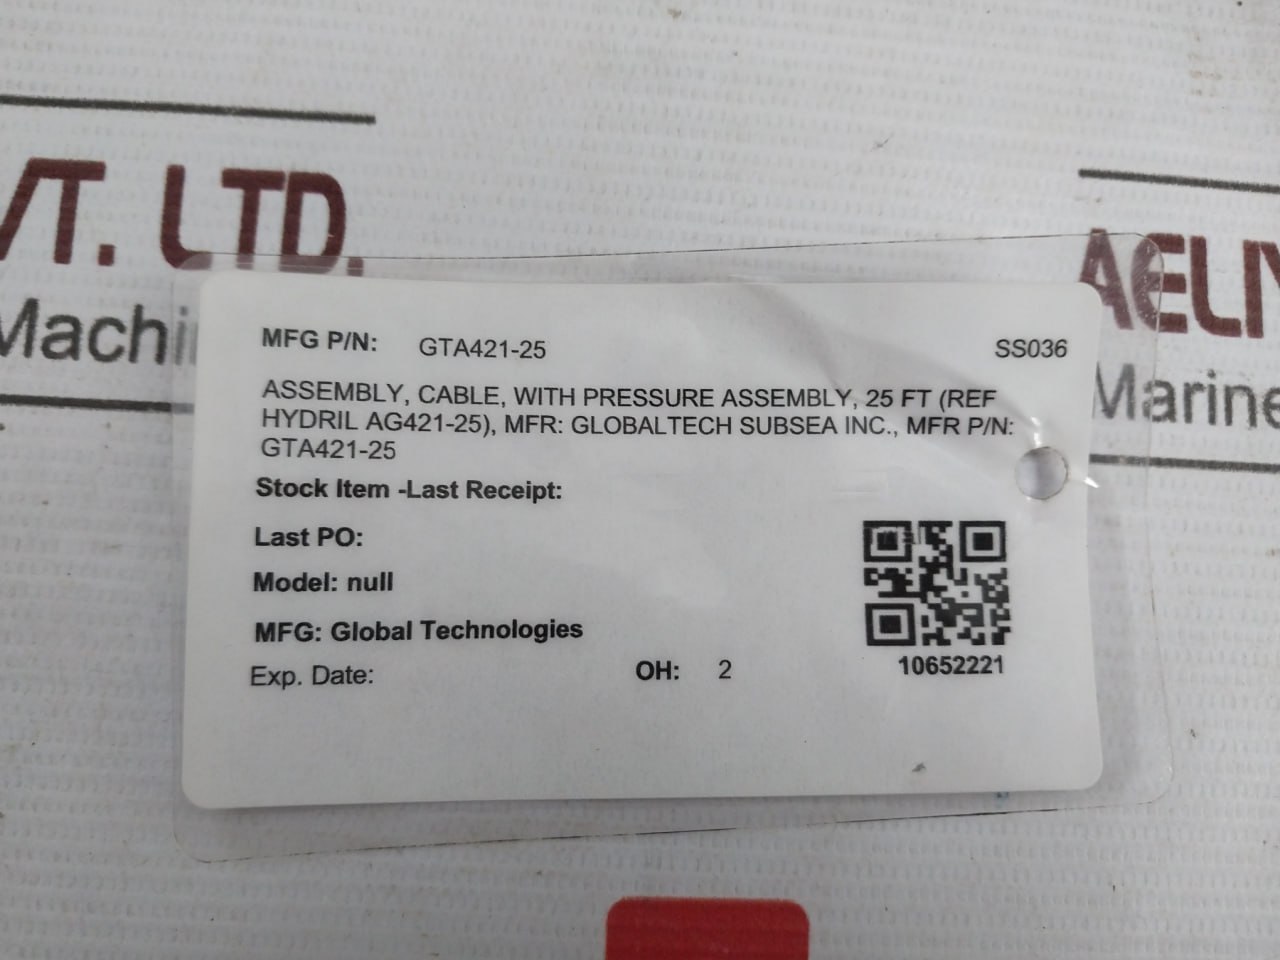 VT. LTD.
Machi
AELIY
Marine
MFG P/N: GTA421-25 SS036
ASSEMBLY, CABLE, WITH PRESSURE ASSEMBLY, 25 FT (REF
HYDRIL AG421-25), MFR: GLOBALTECH SUBSEA INC., MFR P/N:
GTA421-25
Stock Item -Last Receipt:
Last PO:
Model: null
MFG: Global Technologies
Exp. Date: OH: 2
10652221